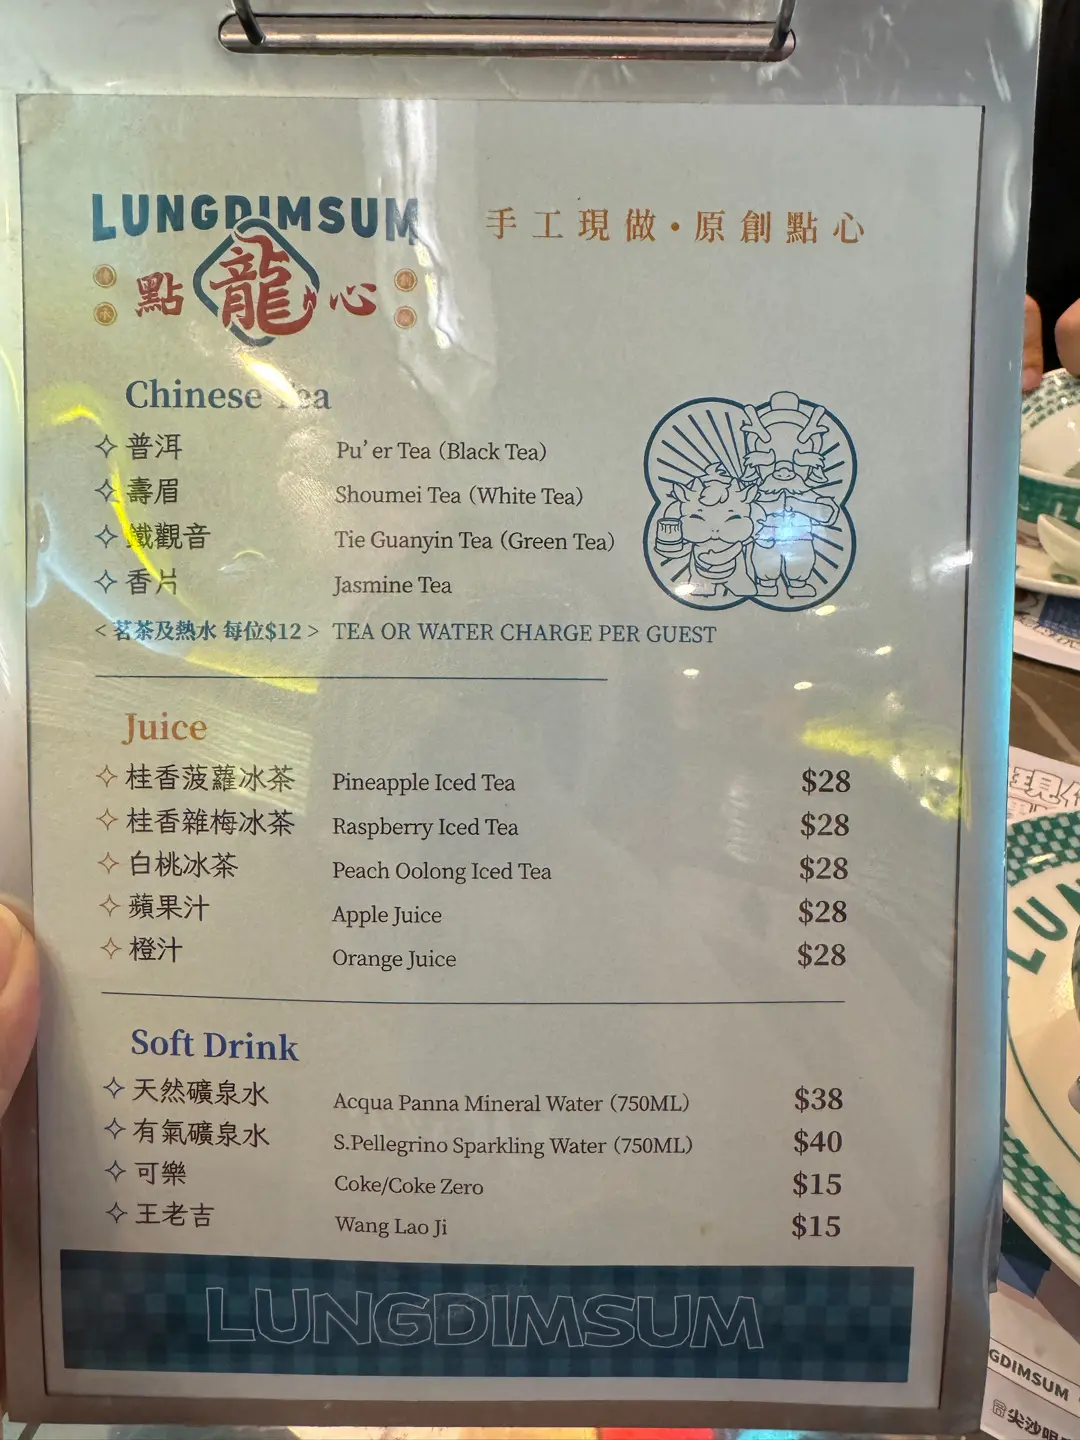 LUNGDIMSUM
點龍心
手工現做·原創點心
Chinese Tea
普洱 Pu'er Tea (Black Tea)
壽眉 Shoumei Tea (White Tea)
鐵觀音 Tie Guanyin Tea (Green Tea)
香片 Jasmine Tea
<茗茶及熱水 每位$12> TEA OR WATER CHARGE PER GUEST
Juice
桂香菠蘿冰茶 Pineapple Iced Tea $28
桂香雜梅冰茶 Raspberry Iced Tea $28
白桃冰茶 Peach Oolong Iced Tea $28
蘋果汁 Apple Juice $28
橙汁 Orange Juice $28
Soft Drink
天然礦泉水 Acqua Panna Mineral Water (750ML) $38
有氣礦泉水 S.Pellegrino Sparkling Water (750ML) $40
可樂 Coke/Coke Zero $15
王老吉 Wang Lao Ji $15
LUNGDIMSUM
LU
GDIMSUM
尖沙咀